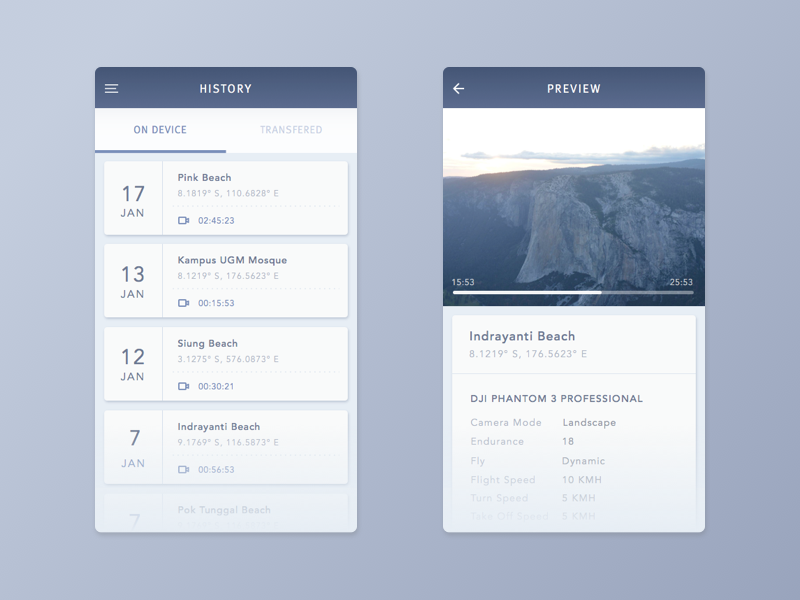 HISTORY
ON DEVICE TRANSFERED
17
JAN
Pink Beach
8.1819° S, 110.6828° E
02:45:23
13
JAN
Kampus UGM Mosque
8.1219° S, 176.5623° E
00:15:53
12
JAN
Siung Beach
3.1275° S, 576.0873° E
00:30:21
7
JAN
Indrayanti Beach
9.1769° S, 116.5873° E
00:56:53
7
Pok Tunggal Beach
PREVIEW
15:53 25:53
Indrayanti Beach
8.1219° S, 176.5623° E
DJI PHANTOM 3 PROFESSIONAL
Camera Mode Landscape
Endurance 18
Fly Dynamic
Flight Speed 10 KMH
Turn Speed 5 KMH
Take Off Speed 5 KMH